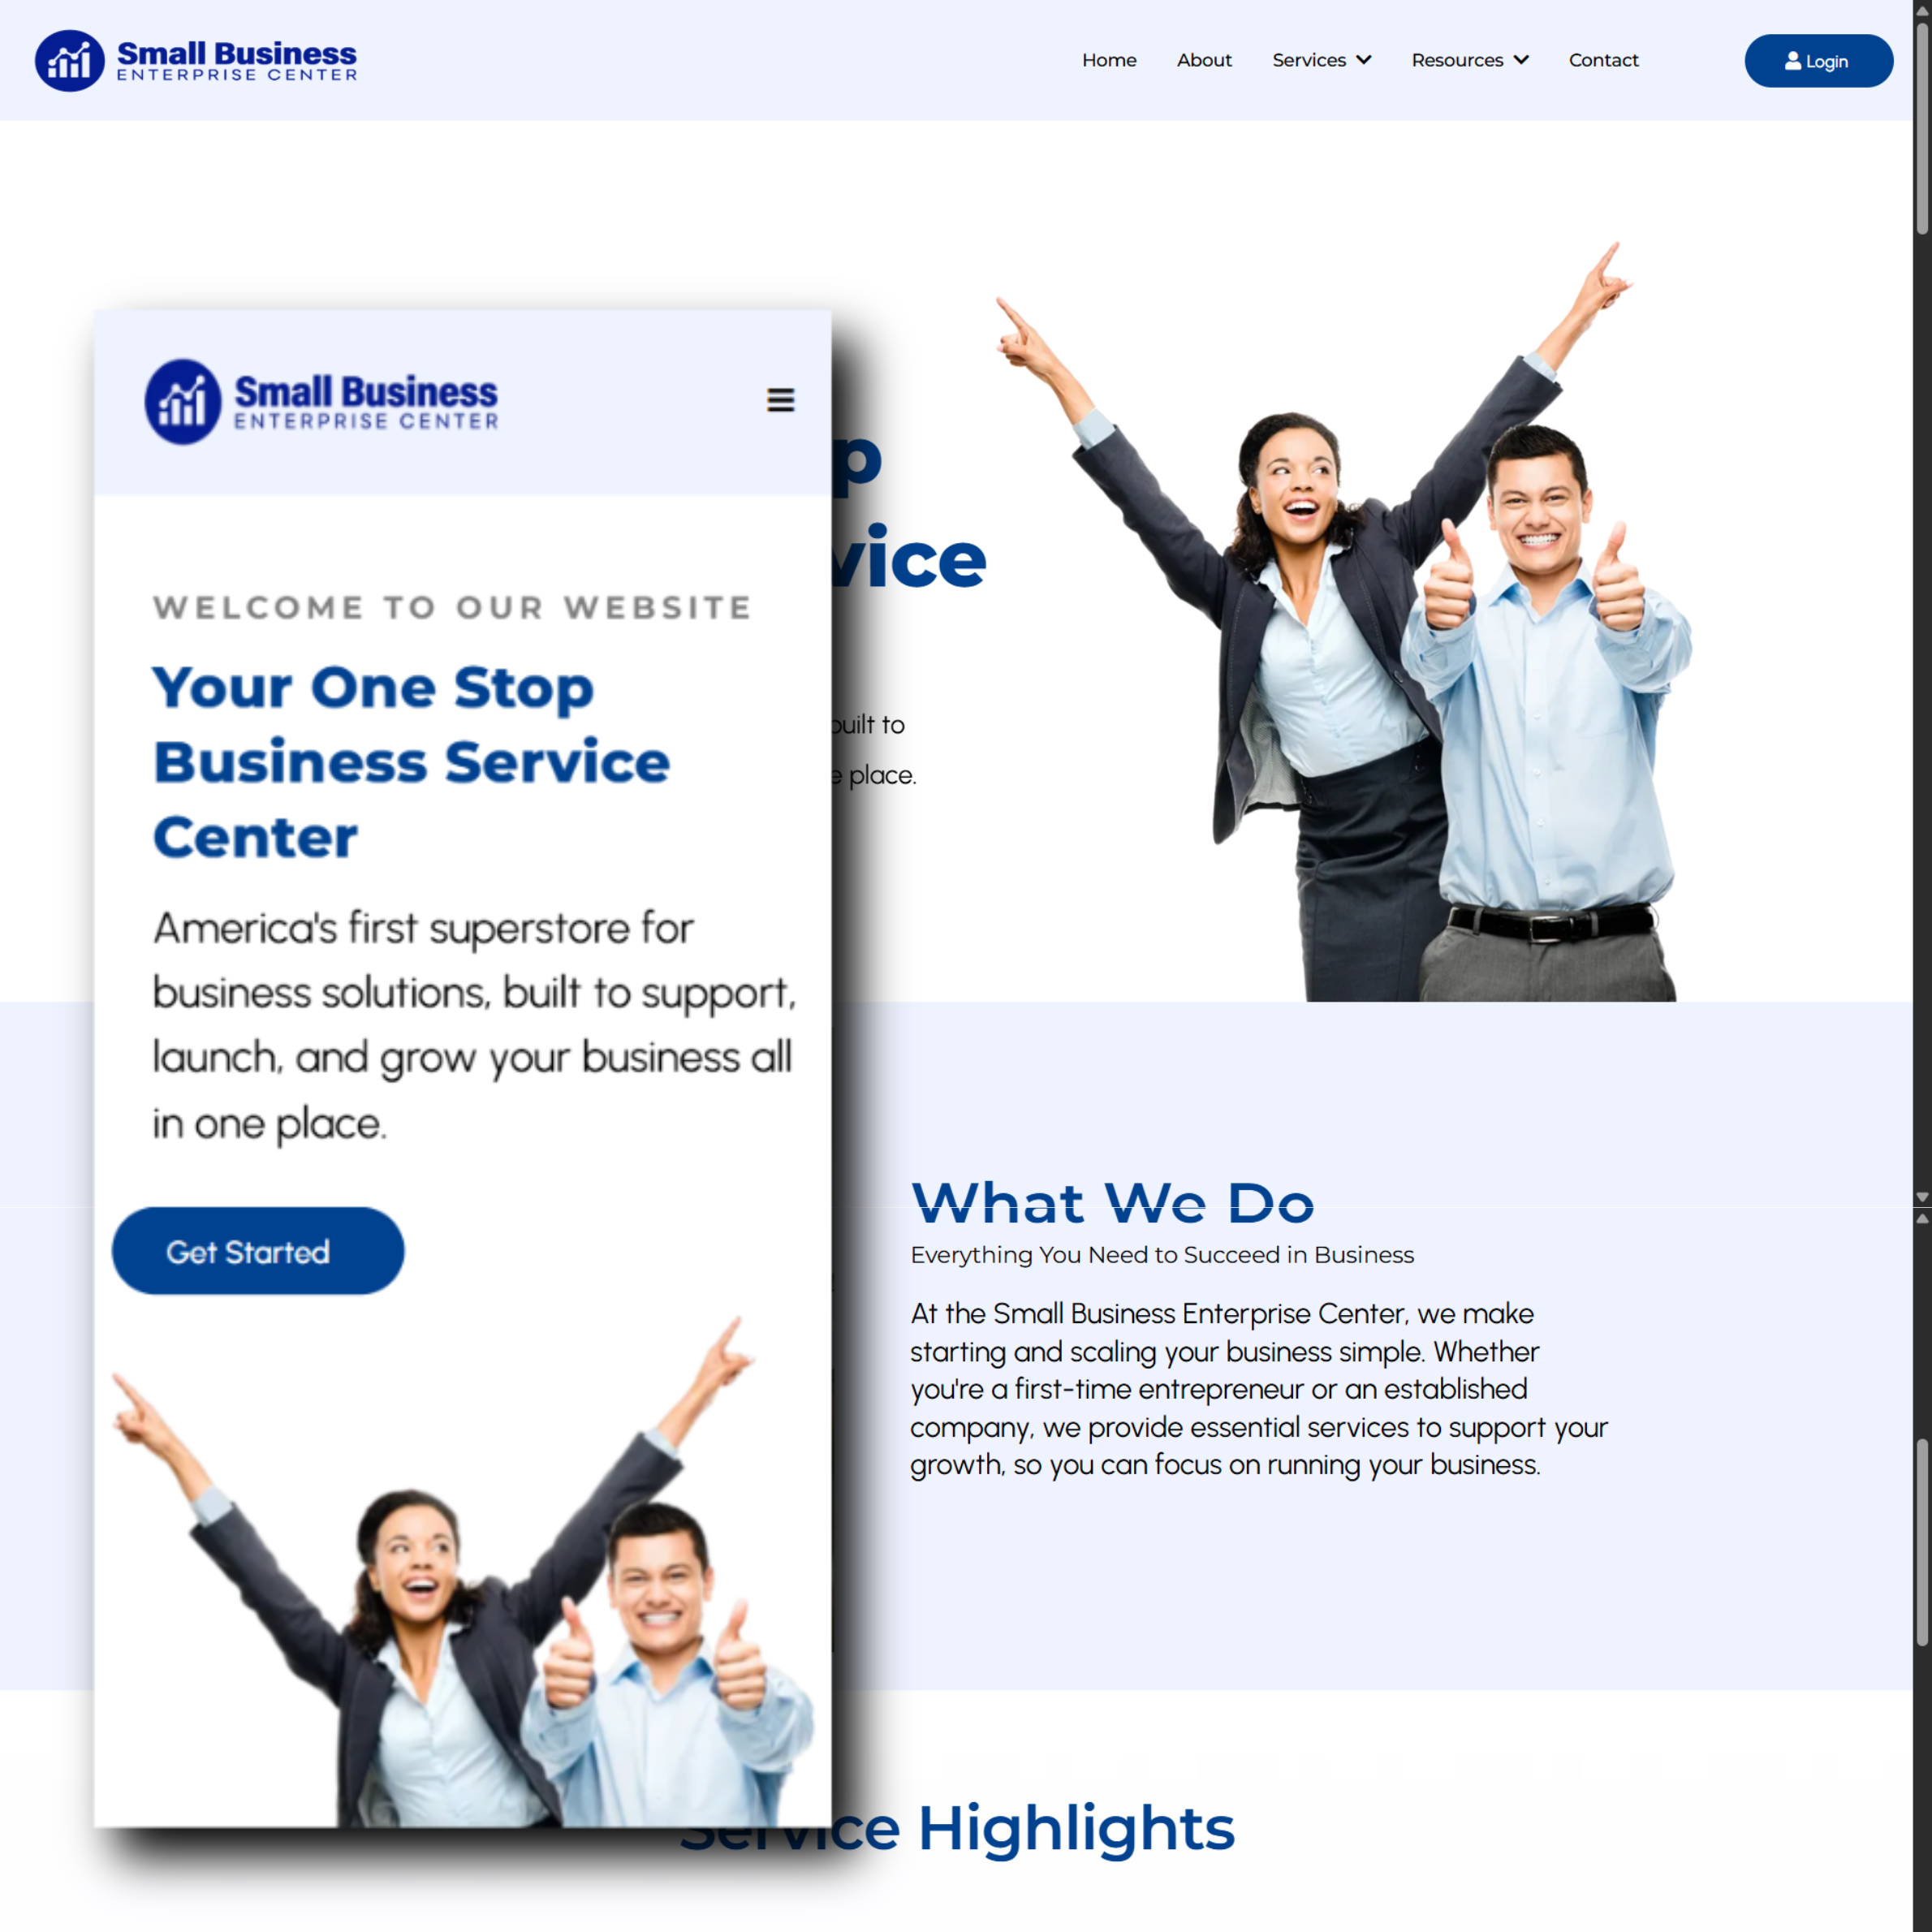 Small Business
ENTERPRISE CENTER
Home About Services Resources Contact Login
Small Business
ENTERPRISE CENTER
WELCOME TO OUR WEBSITE
Your One Stop
Business Service
Center
America's first superstore for
business solutions, built to support,
launch, and grow your business all
in one place.
Get Started
p
vice
built to
e place.
What We Do
Everything You Need to Succeed in Business
At the Small Business Enterprise Center, we make
starting and scaling your business simple. Whether
you're a first-time entrepreneur or an established
company, we provide essential services to support your
growth, so you can focus on running your business.
Service Highlights